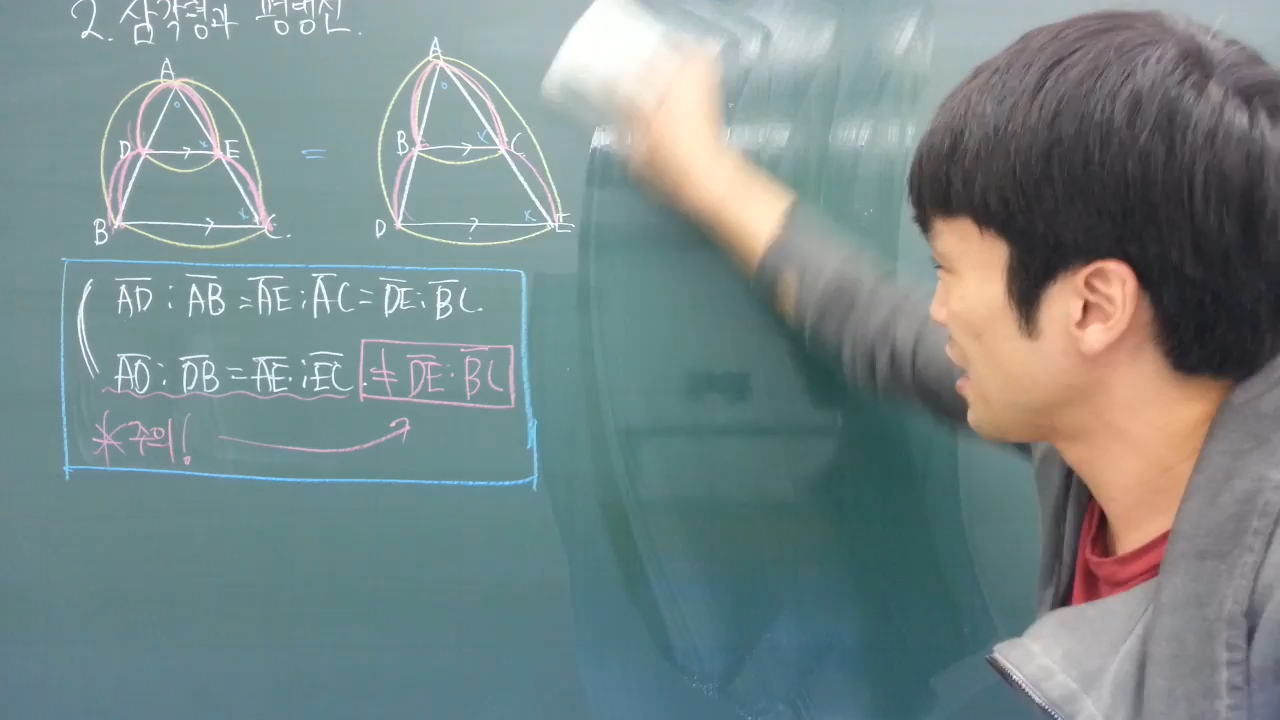 2. 삼각형과 평행선.
A
A
D E = B C
B C.
D E
AD : AB = AE : AC = DE : BC.
AD : DB = AE : EC ≠ DE : BC
*주의!